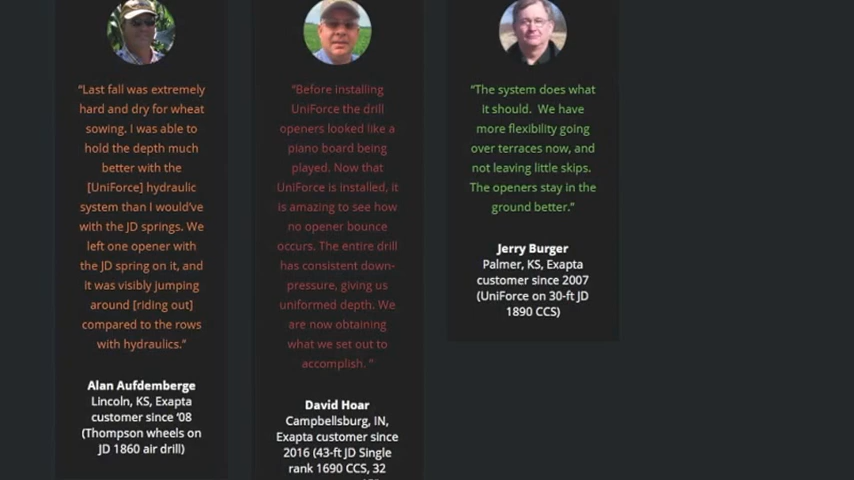 “Last fall was extremely
hard and dry for wheat
sowing. I was able to
hold the depth much
better with the
[UniForce] hydraulic
system than I would’ve
with the JD springs. We
left one opener with
the JD spring on it, and
it was visibly jumping
around [riding out]
compared to the rows
with hydraulics.”
Alan Aufdemberge
Lincoln, KS, Exapta
customer since ‘08
(Thompson wheels on
JD 1860 air drill)
“Before installing
UniForce the drill
openers looked like a
piano board being
played. Now that
UniForce is installed, it
is amazing to see how
no opener bounce
occurs. The entire drill
has consistent down-
pressure, giving us
uniformed depth. We
are now obtaining
what we set out to
accomplish. ”
David Hoar
Campbellsburg, IN,
Exapta customer since
2016 (43-ft JD Single
rank 1690 CCS, 32
“The system does what
it should. We have
more flexibility going
over terraces now, and
not leaving little skips.
The openers stay in the
ground better.”
Jerry Burger
Palmer, KS, Exapta
customer since 2007
(UniForce on 30-ft JD
1890 CCS)